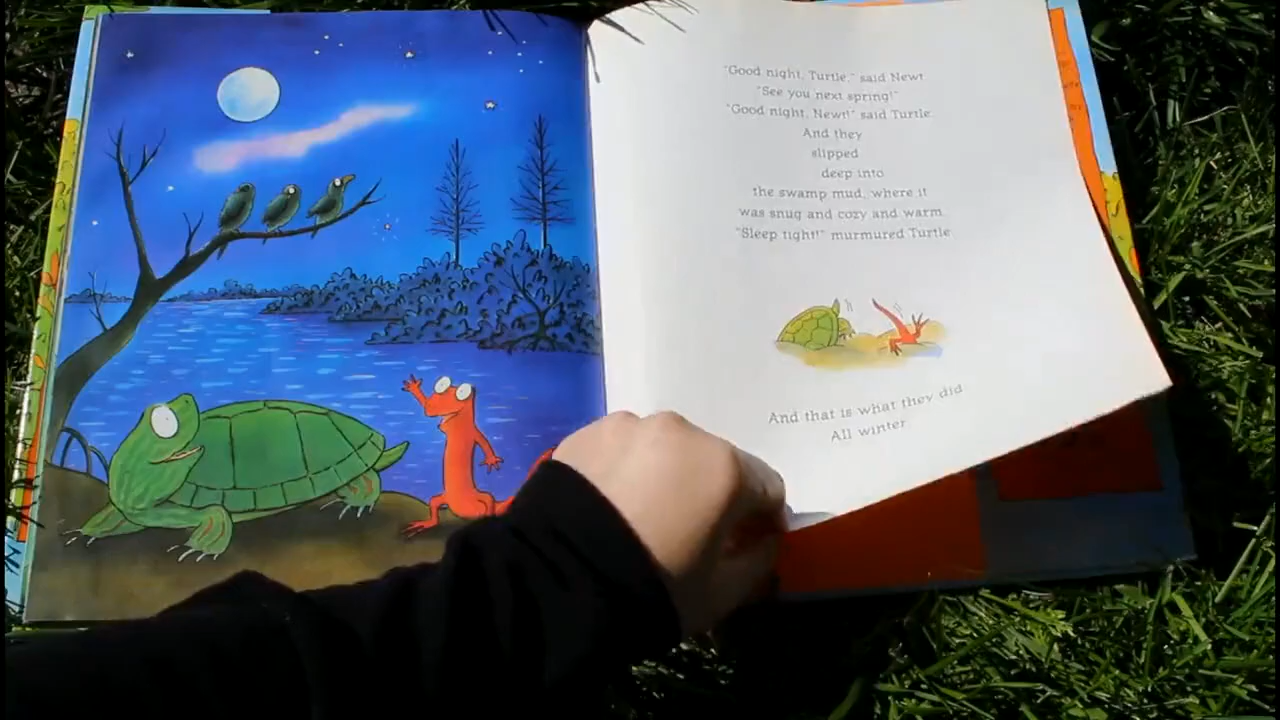 "Good night, Turtle," said Newt.
"See you next spring!"
"Good night, Newt!" said Turtle.
And they
slipped
deep into
the swamp mud, where it
was snug and cozy and warm.
"Sleep tight!" murmured Turtle.
And that is what they did
All winter